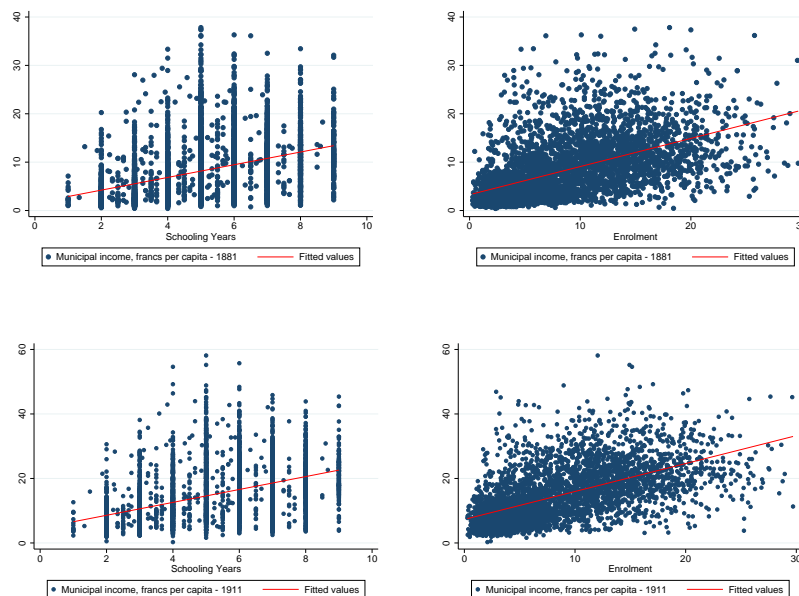 40
30
20
10
0
0 2 4 6 8 10
Schooling Years
Municipal income, francs per capita - 1881 Fitted values
40
30
20
10
0
0 10 20
Enrolment
Municipal income, francs per capita - 1881 Fitted values
60
40
20
0
0 2 4 6 8 10
Schooling Years
Municipal income, francs per capita - 1911 Fitted values
60
40
20
0
0 10 20 30
Enrolment
Municipal income, francs per capita - 1911 Fitted values